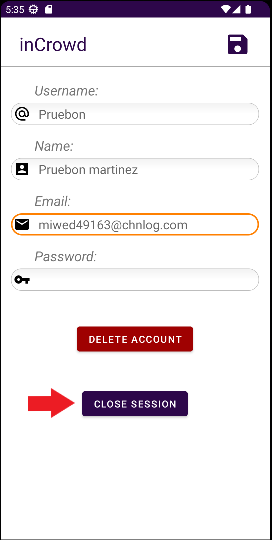 5:35
inCrowd
Username:
Pruebon
Name:
Pruebon martinez
Email:
miwed49163@chnlog.com
Password:
DELETE ACCOUNT
CLOSE SESSION